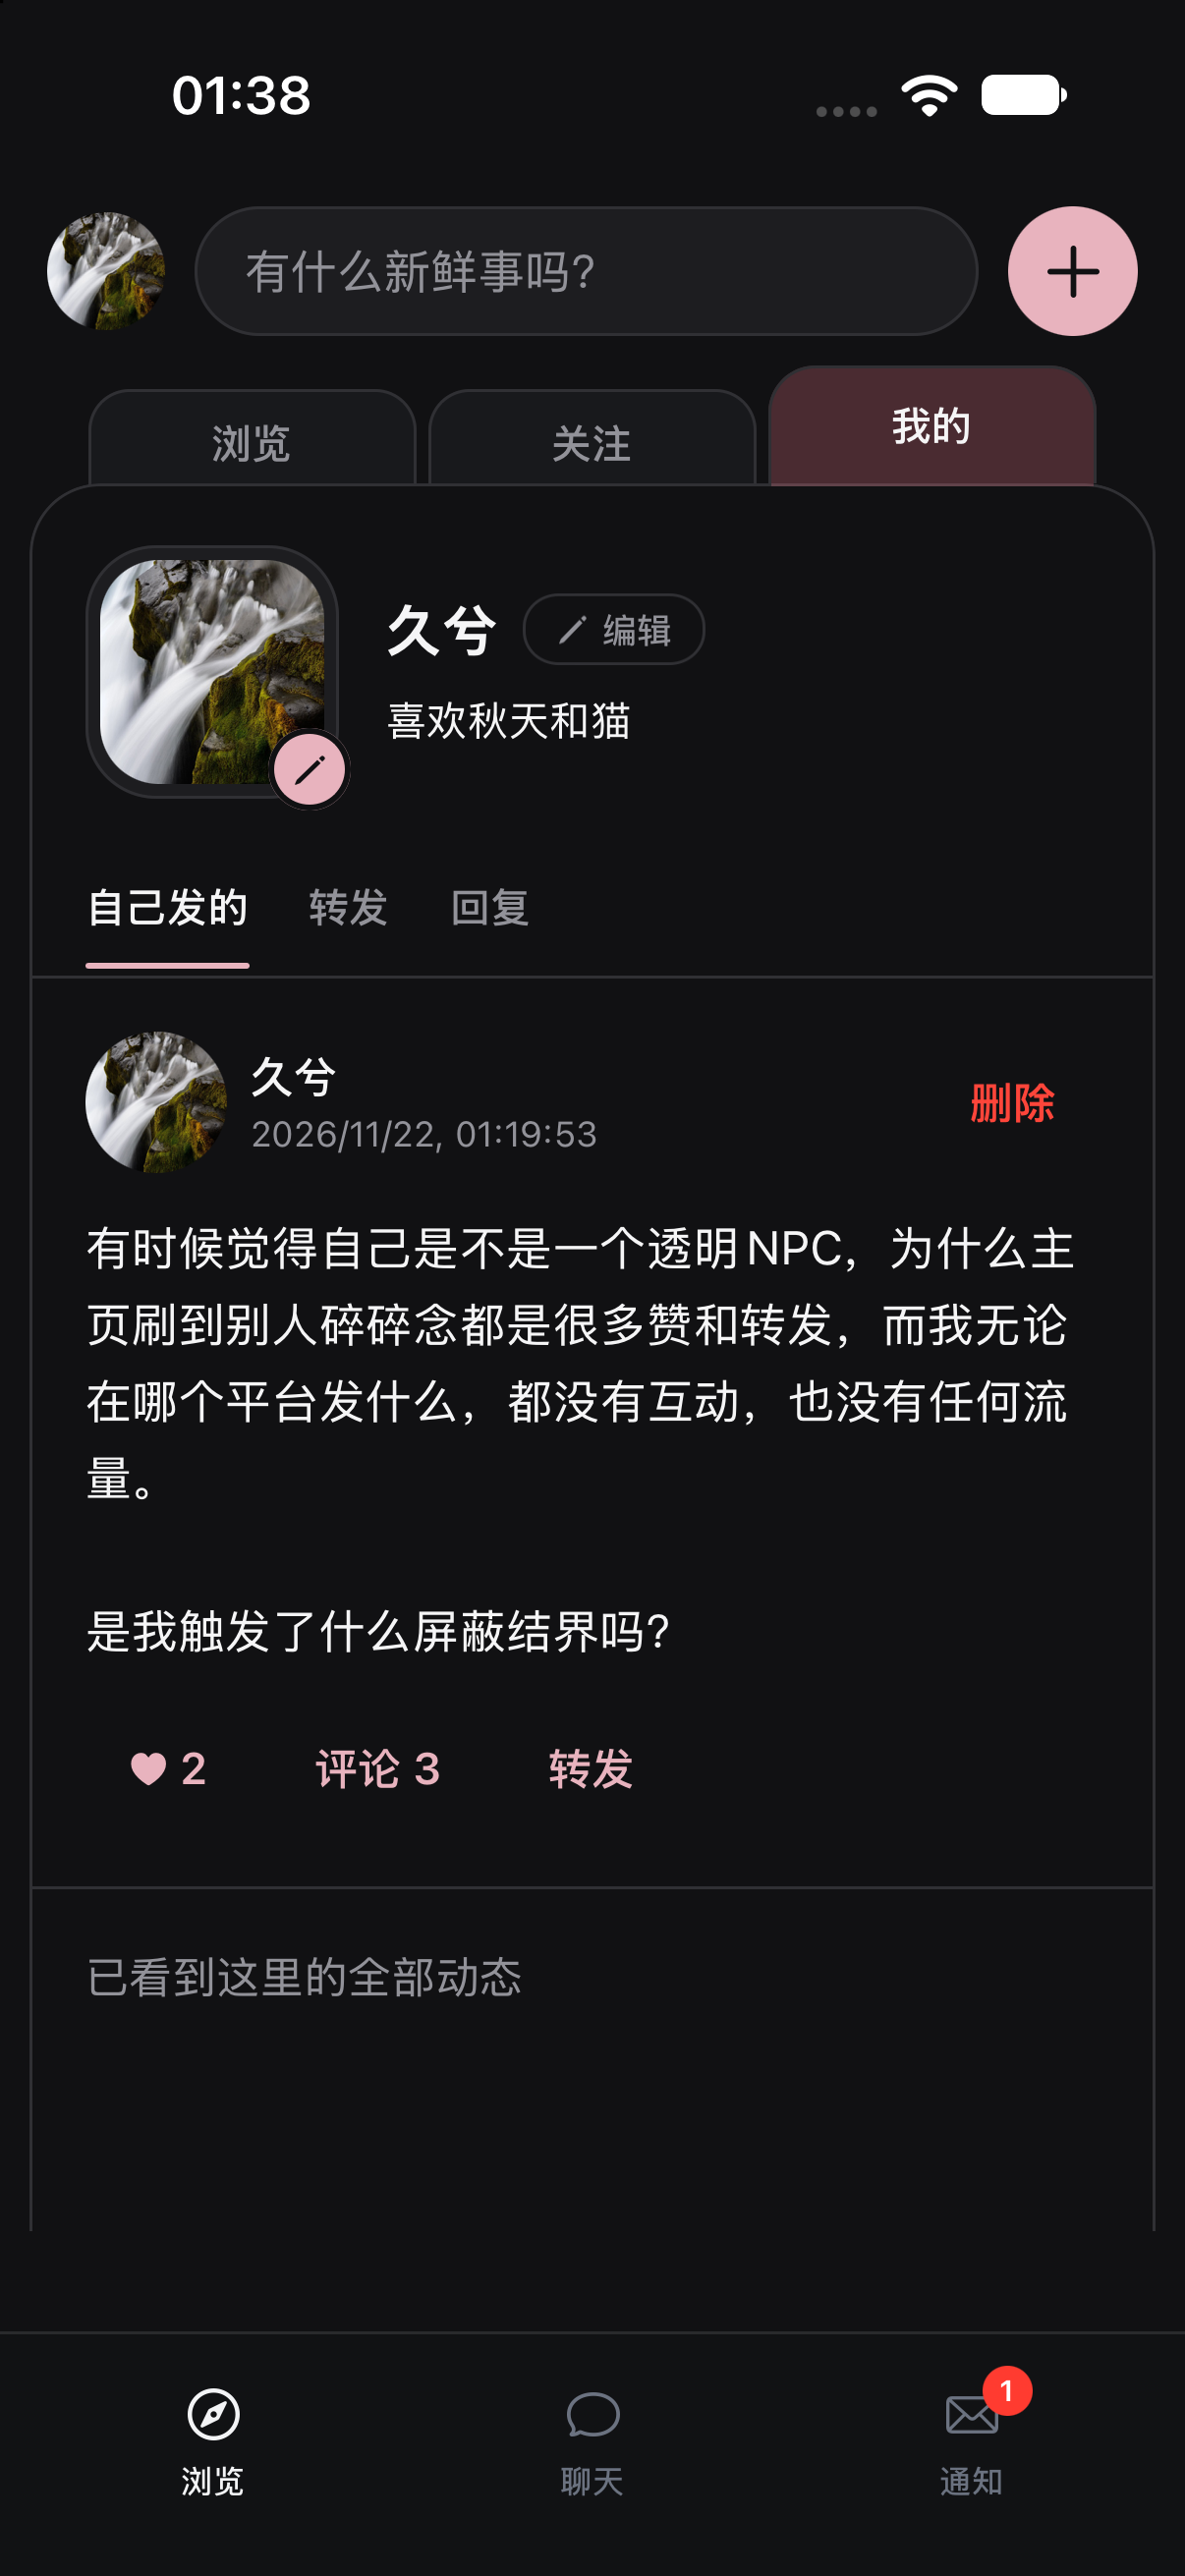 01:38
有什么新鲜事吗?
浏览
关注
我的
久兮
编辑
喜欢秋天和猫
自己发的
转发
回复
久兮
2026/11/22, 01:19:53
删除
有时候觉得自己是不是一个透明NPC，为什么主
页刷到别人碎碎念都是很多赞和转发，而我无论
在哪个平台发什么，都没有互动，也没有任何流
量。
是我触发了什么屏蔽结界吗?
2
评论 3
转发
已看到这里的全部动态
浏览
聊天
1
通知